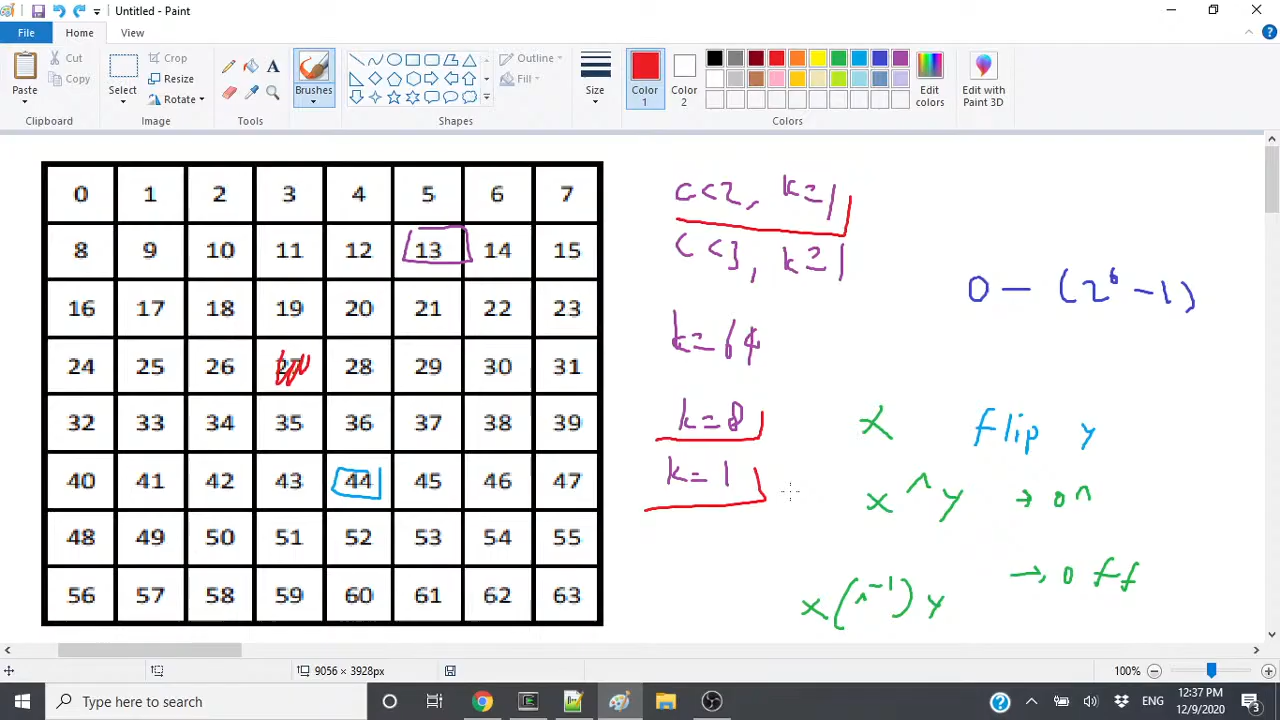 Untitled - Paint
File Home View
Paste Cut Copy
Clipboard
Select Crop Resize Rotate
Image
Tools
Brushes
Outline Fill
Shapes
Size
Color 1 Color 2 Edit colors
Colors
Edit with Paint 3D
0 1 2 3 4 5 6 7
8 9 10 11 12 13 14 15
16 17 18 19 20 21 22 23
24 25 26 27 28 29 30 31
32 33 34 35 36 37 38 39
40 41 42 43 44 45 46 47
48 49 50 51 52 53 54 55
56 57 58 59 60 61 62 63
C<2, k=1
C<3, k=1
k=64
k=8
k=1
0 — (2^6 -1)
x flip y
x ^ y → on
→ off
x(^-1) y
9056 × 3928px
100%
Type here to search
ENG
12:37 PM
12/9/2020
3